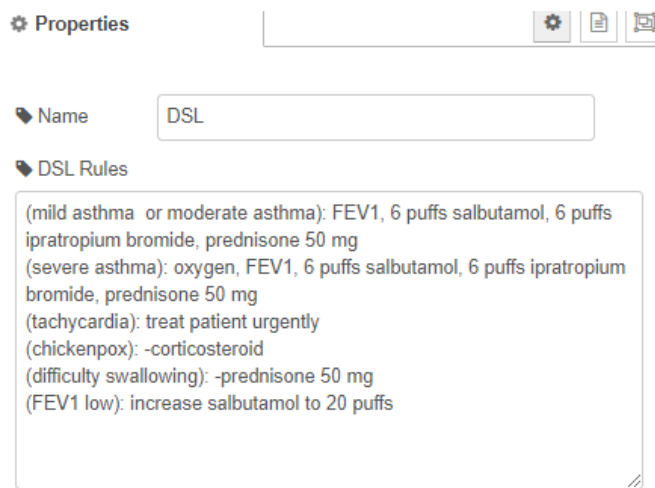 Properties
Name
DSL
DSL Rules
(mild asthma  or moderate asthma): FEV1, 6 puffs salbutamol, 6 puffs
ipratropium bromide, prednisone 50 mg
(severe asthma): oxygen, FEV1, 6 puffs salbutamol, 6 puffs ipratropium
bromide, prednisone 50 mg
(tachycardia): treat patient urgently
(chickenpox): -corticosteroid
(difficulty swallowing): -prednisone 50 mg
(FEV1 low): increase salbutamol to 20 puffs